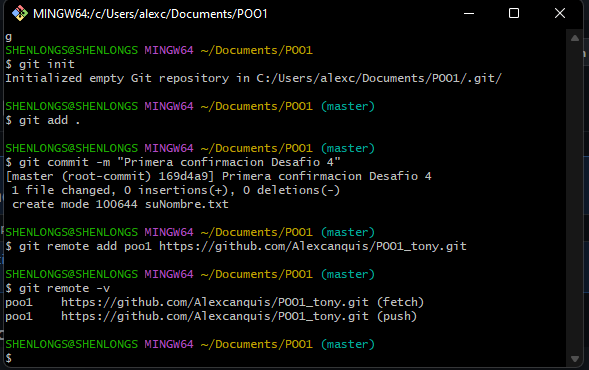 MINGW64:/c/Users/alexc/Documents/POO1
g
SHENLONGS@SHENLONGS MINGW64 ~/Documents/POO1
$ git init
Initialized empty Git repository in C:/Users/alexc/Documents/POO1/.git/
SHENLONGS@SHENLONGS MINGW64 ~/Documents/POO1 (master)
$ git add .
SHENLONGS@SHENLONGS MINGW64 ~/Documents/POO1 (master)
$ git commit -m "Primera confirmacion Desafio 4"
[master (root-commit) 169d4a9] Primera confirmacion Desafio 4
1 file changed, 0 insertions(+), 0 deletions(-)
create mode 100644 suNombre.txt
SHENLONGS@SHENLONGS MINGW64 ~/Documents/POO1 (master)
$ git remote add poo1 https://github.com/Alexcanquis/POO1_tony.git
SHENLONGS@SHENLONGS MINGW64 ~/Documents/POO1 (master)
$ git remote -v
poo1 https://github.com/Alexcanquis/POO1_tony.git (fetch)
poo1 https://github.com/Alexcanquis/POO1_tony.git (push)
SHENLONGS@SHENLONGS MINGW64 ~/Documents/POO1 (master)
$